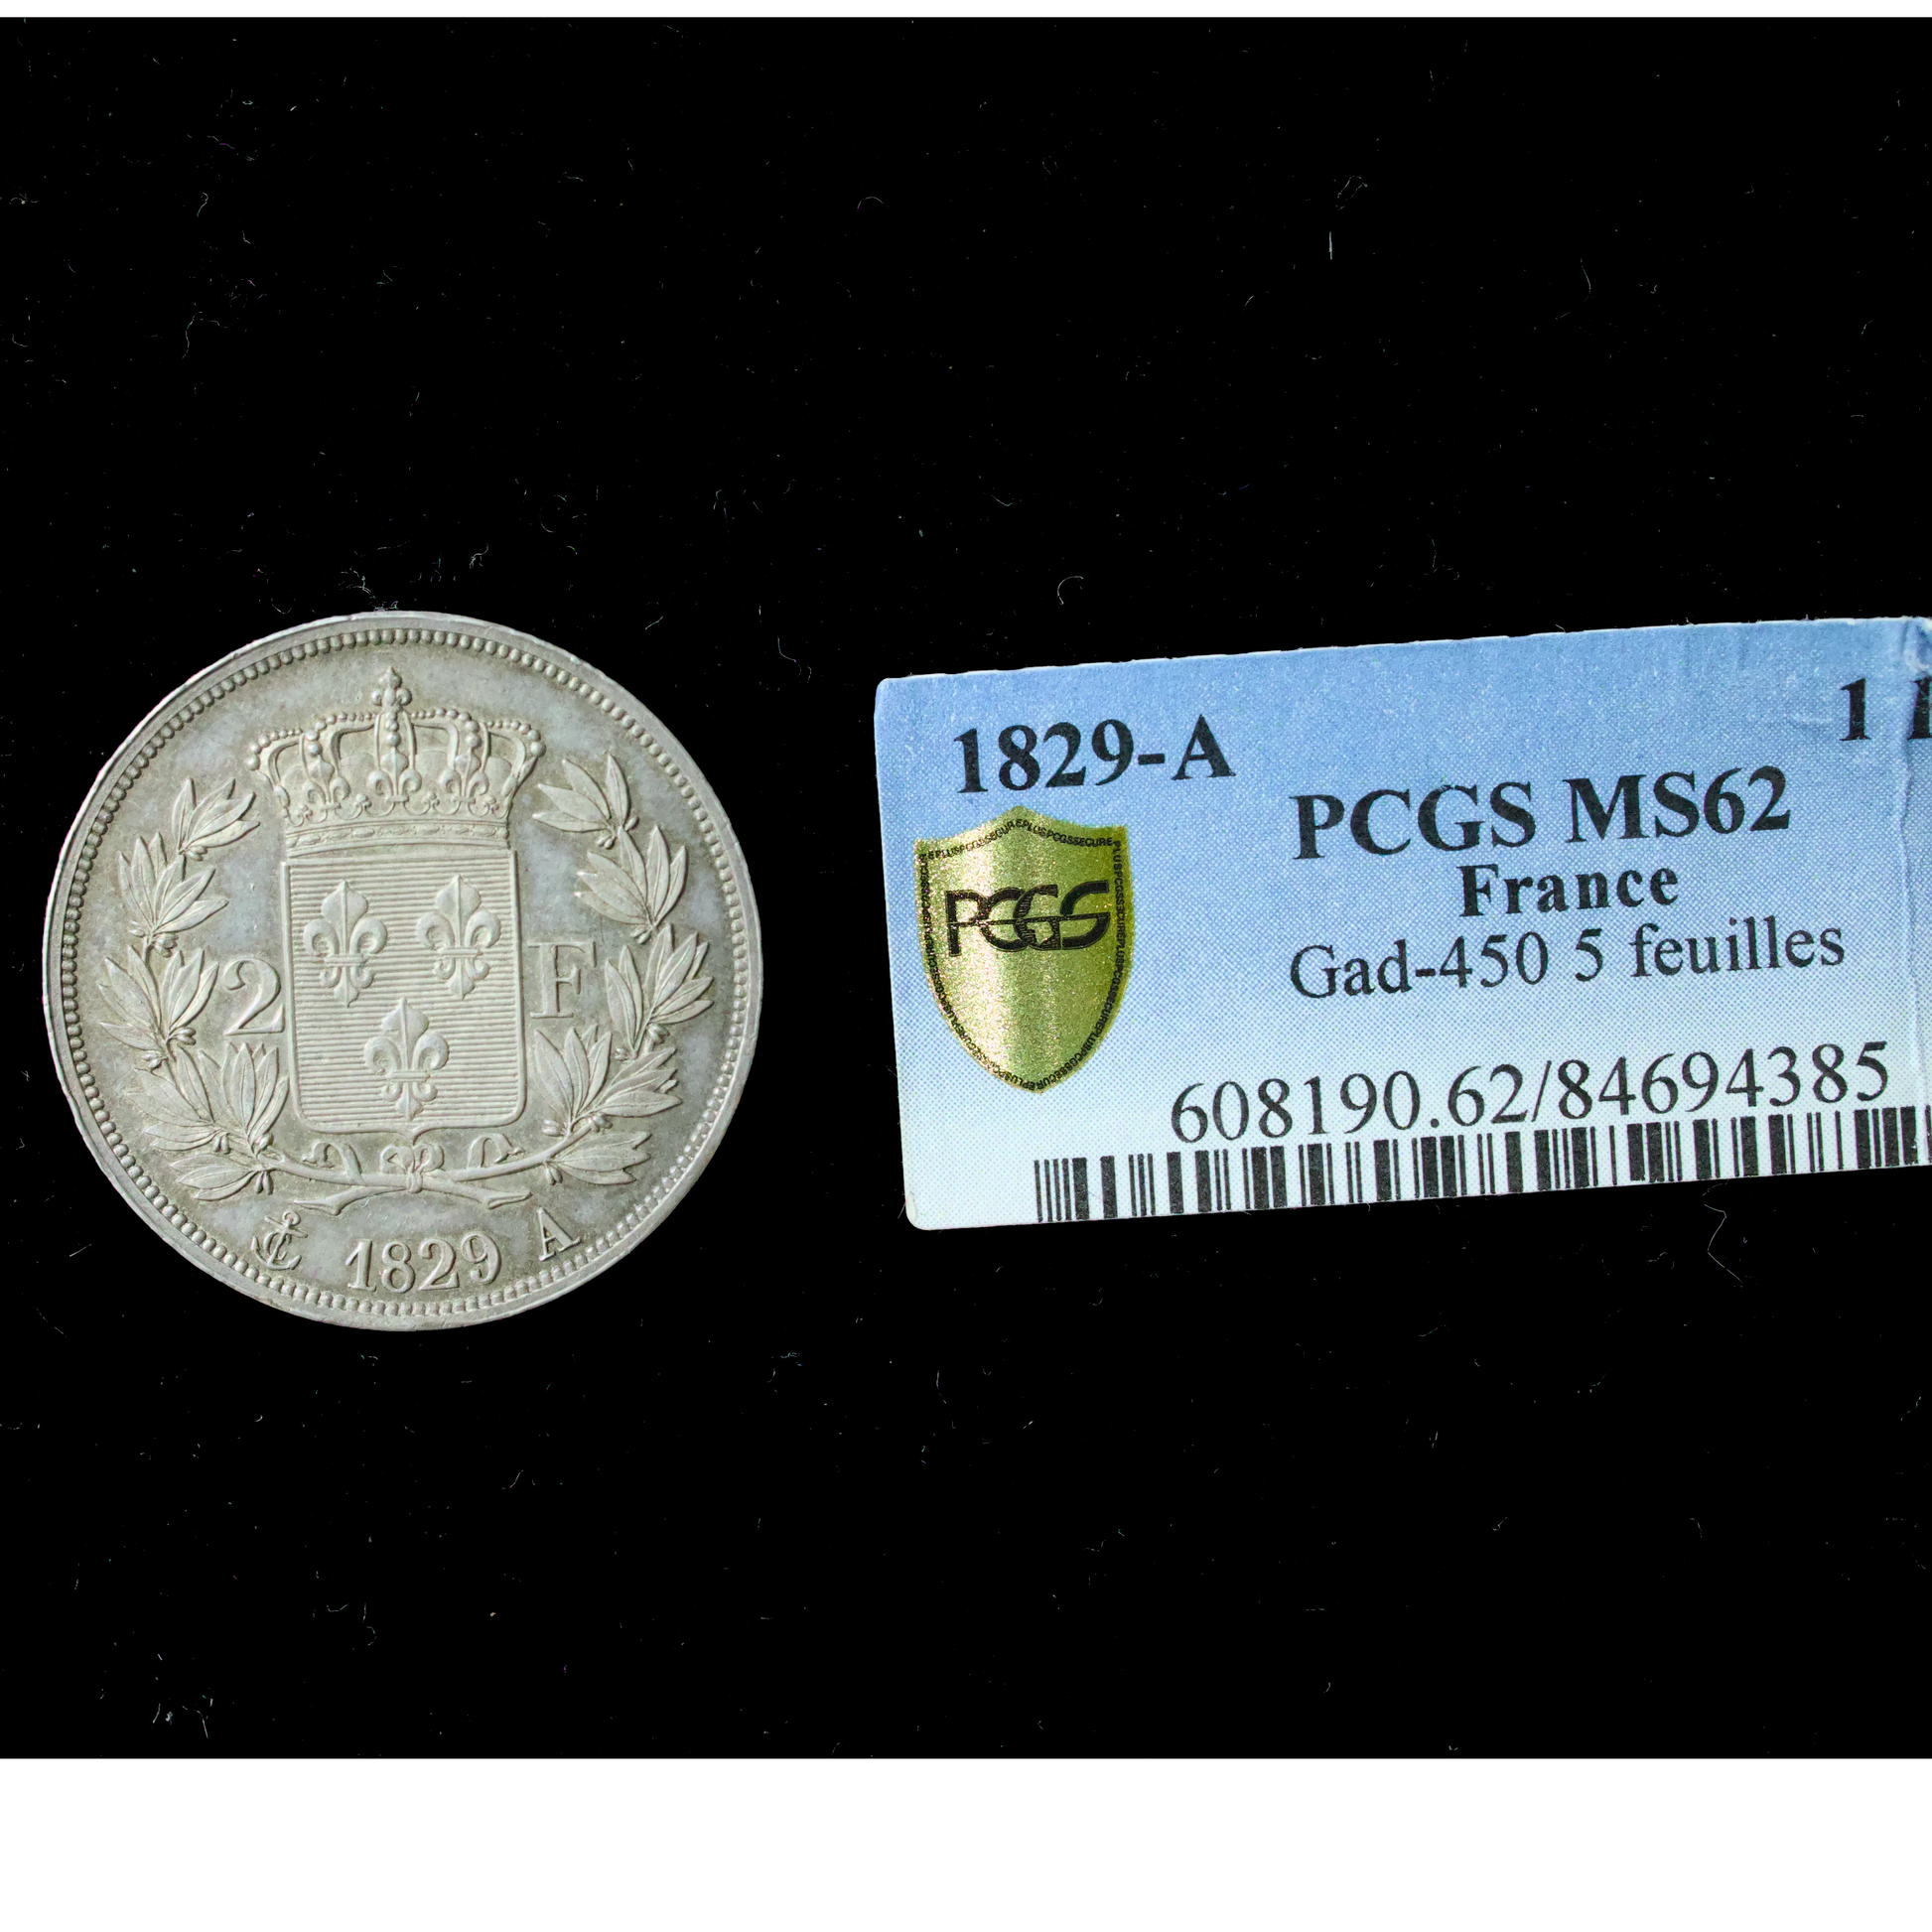 2 F
1829 A
1829-A 1
PCGS MS62
France
Gad-450 5 feuilles
PCGS
608190.62/84694385